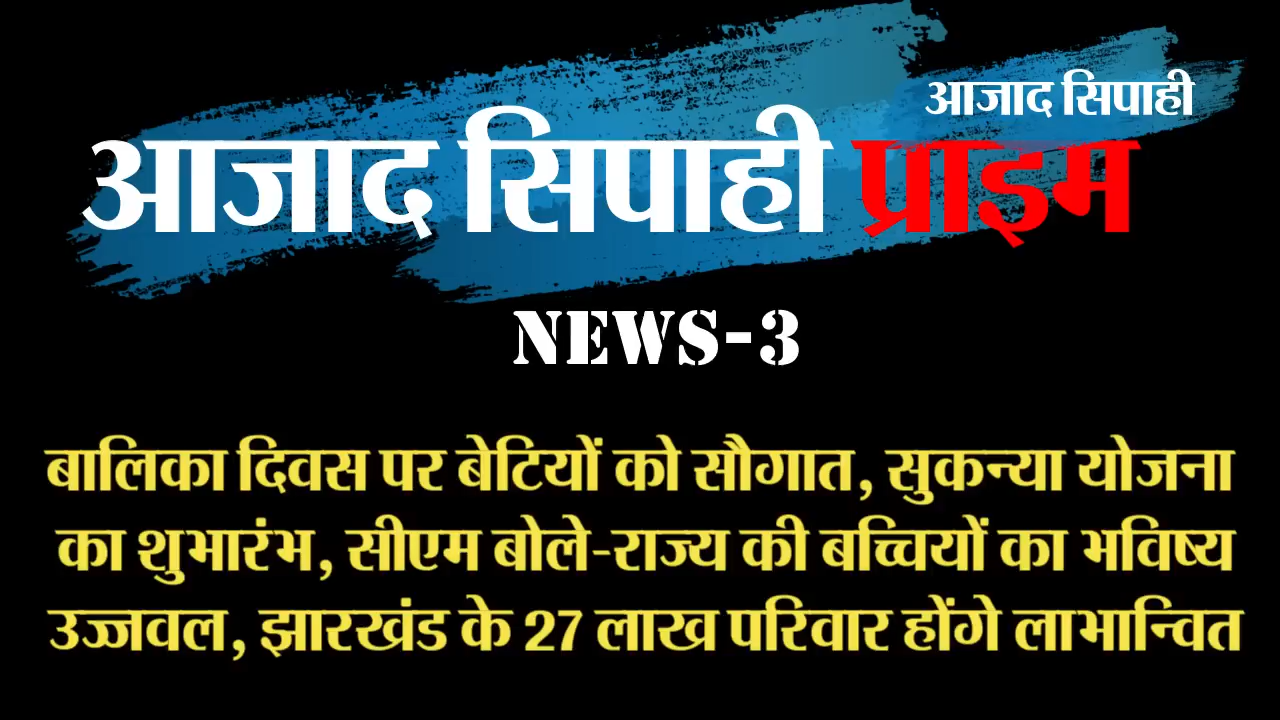 आजाद सिपाही
आजाद सिपाही प्राइम
NEWS-3
बालिका दिवस पर बेटियों को सौगात, सुकन्या योजना
का शुभारंभ, सीएम बोले-राज्य की बच्चियों का भविष्य
उज्जवल, झारखंड के 27 लाख परिवार होंगे लाभान्वित